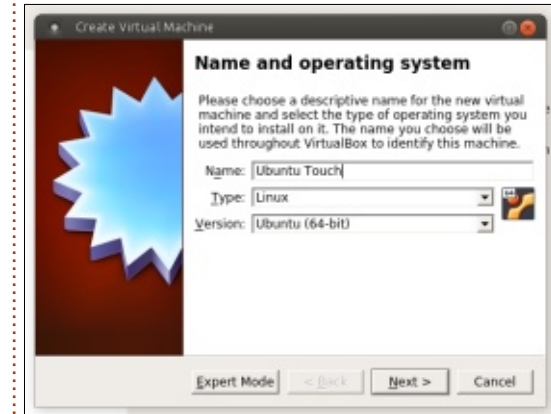 Create Virtual Machine
Name and operating system
Please choose a descriptive name for the new virtual
machine and select the type of operating system you
intend to install on it. The name you choose will be
used throughout VirtualBox to identify this machine.
Name: Ubuntu Touch
Type: Linux
Version: Ubuntu (64-bit)
64
Expert Mode < Back Next > Cancel